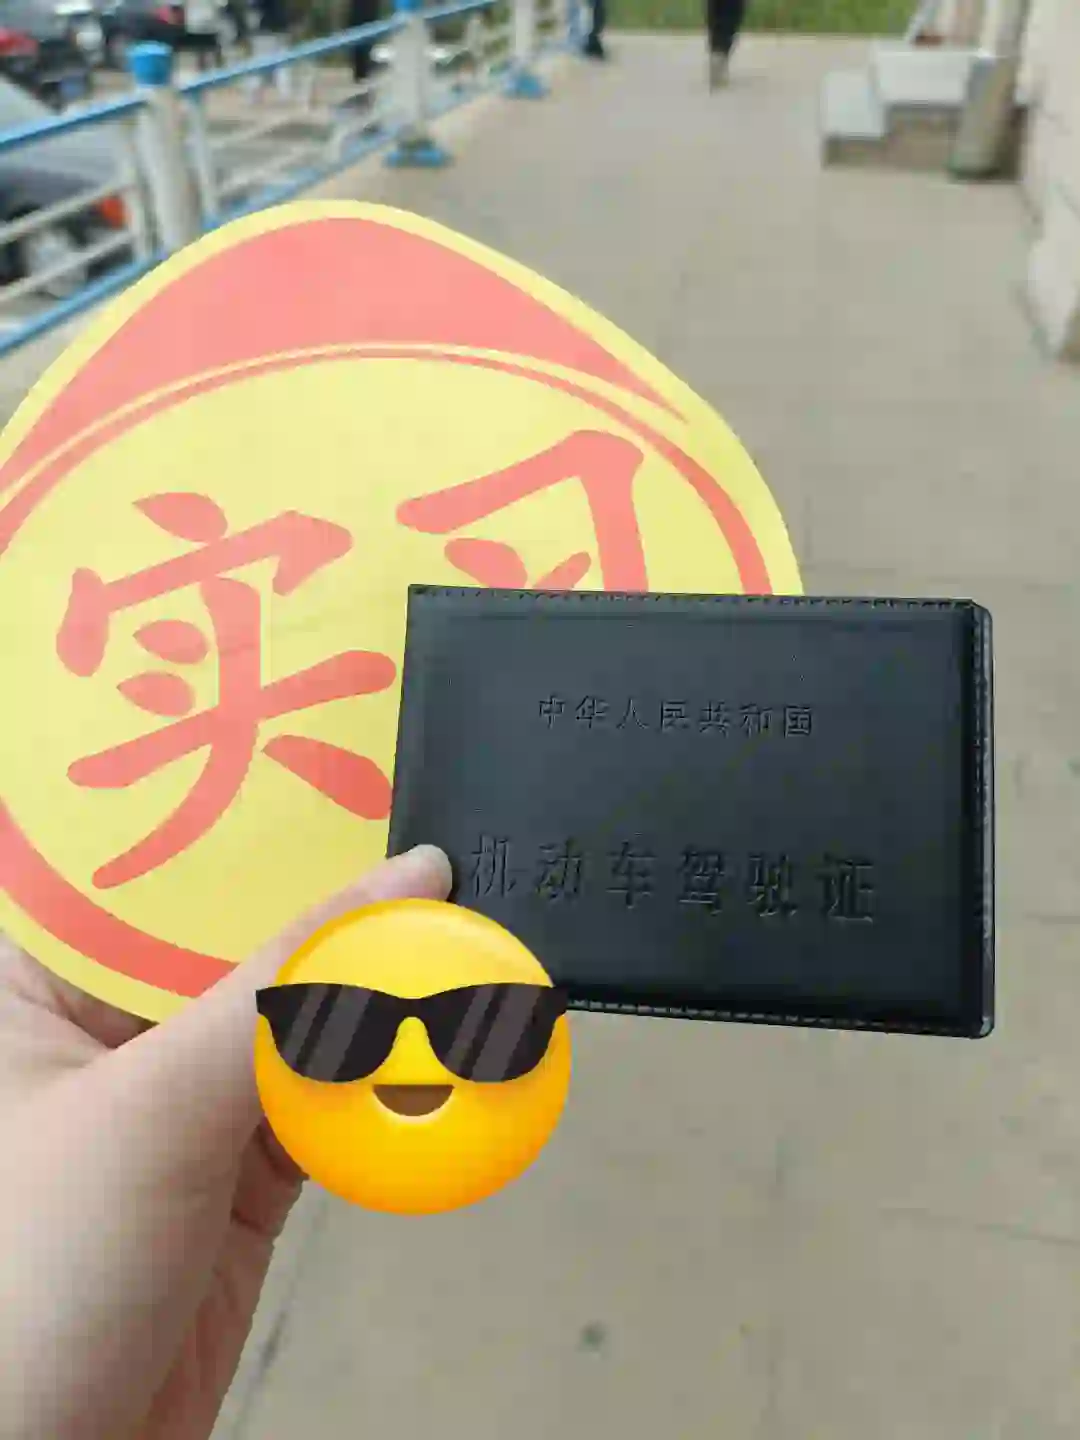 实习
中华人民共和国
机动车驾驶证